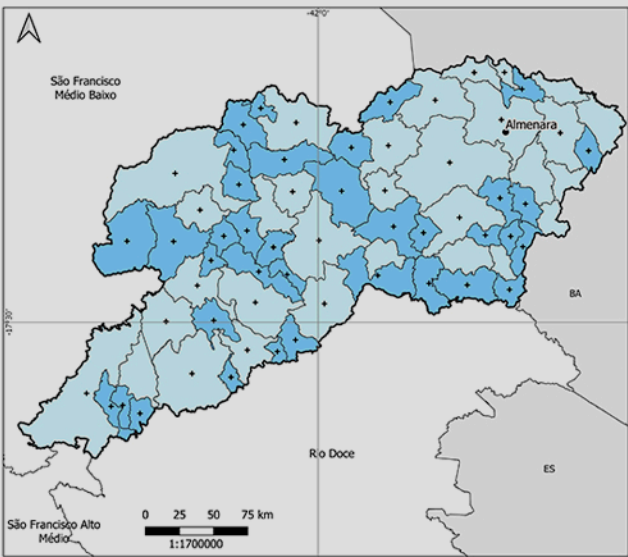 -42°0'
São Francisco
Médio Baixo
Almenara
BA
-17°30'
Rio Doce
ES
São Francisco Alto
Médio
0 25 50 75 km
1:1700000